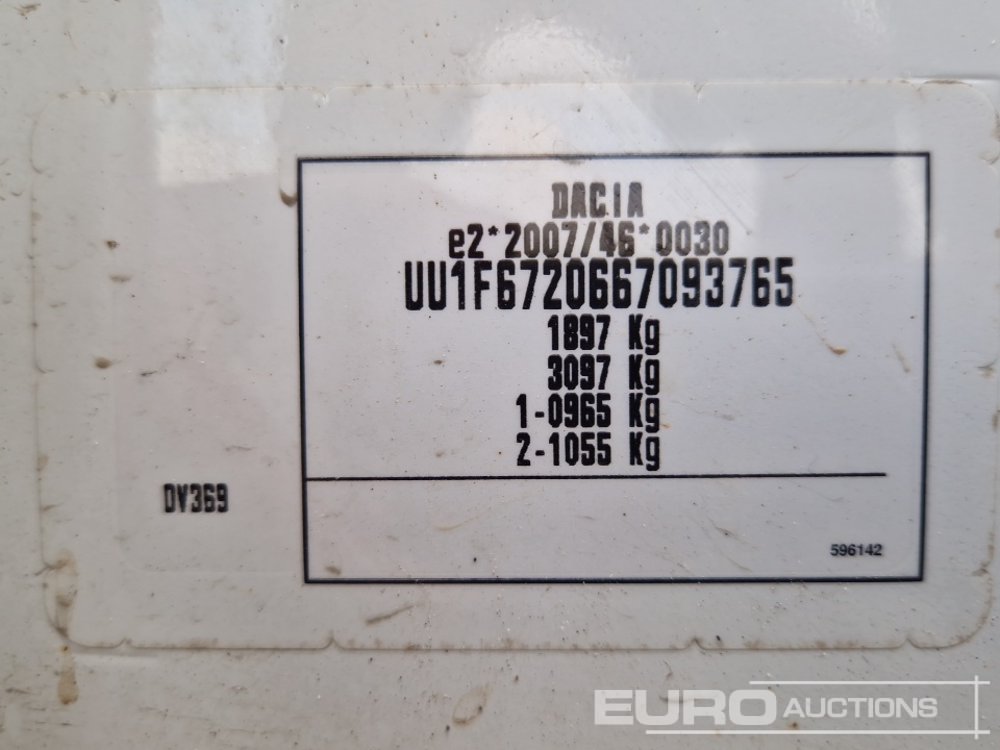 DACIA
e2*2007/46*0030
UU1F6720667093765
1897 Kg
3097 Kg
1-0965 Kg
2-1055 Kg
DV369
596142
EURO AUCTIONS